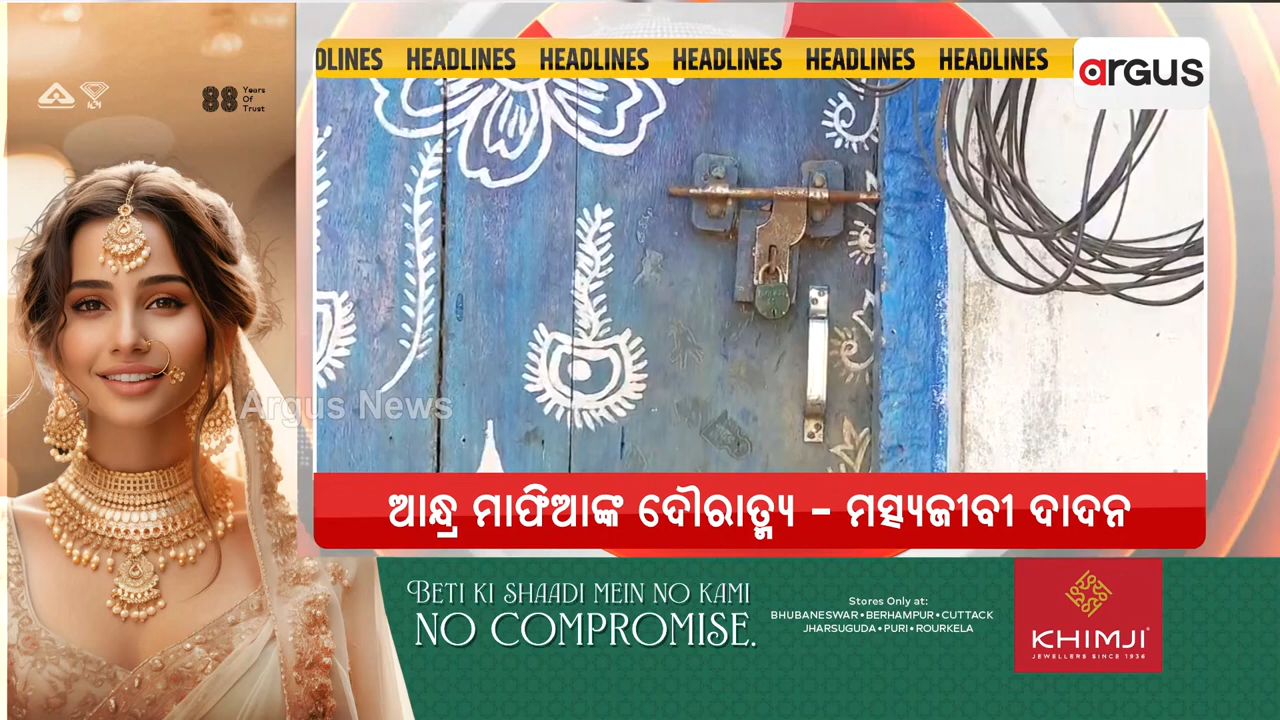 DLINES HEADLINES HEADLINES HEADLINES HEADLINES HEADLINES
argus
88 Years
Of
Trust
Argus News
ଆନ୍ଧ୍ର ମାଫିଆଙ୍କ ଦୌରାତ୍ମ୍ୟ - ମତ୍ସ୍ୟଜୀବୀ ଦାଦନ
BETI KI SHAADI MEIN NO KAMI
NO COMPROMISE.
Stores Only at:
BHUBANESWAR • BERHAMPUR • CUTTACK
JHARSUGUDA • PURI • ROURKELA
KHIMJI
JEWELLERS SINCE 1936